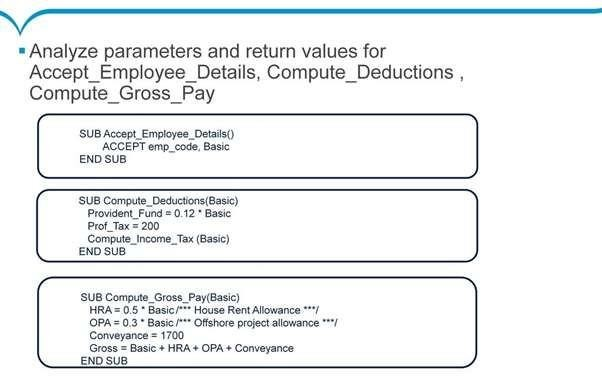 ▪ Analyze parameters and return values for
Accept_Employee_Details, Compute_Deductions ,
Compute_Gross_Pay
SUB Accept_Employee_Details()
ACCEPT emp_code, Basic
END SUB
SUB Compute_Deductions(Basic)
Provident_Fund = 0.12 * Basic
Prof_Tax = 200
Compute_Income_Tax (Basic)
END SUB
SUB Compute_Gross_Pay(Basic)
HRA = 0.5 * Basic /*** House Rent Allowance ***/
OPA = 0.3 * Basic /*** Offshore project allowance ***/
Conveyance = 1700
Gross = Basic + HRA + OPA + Conveyance
END SUB